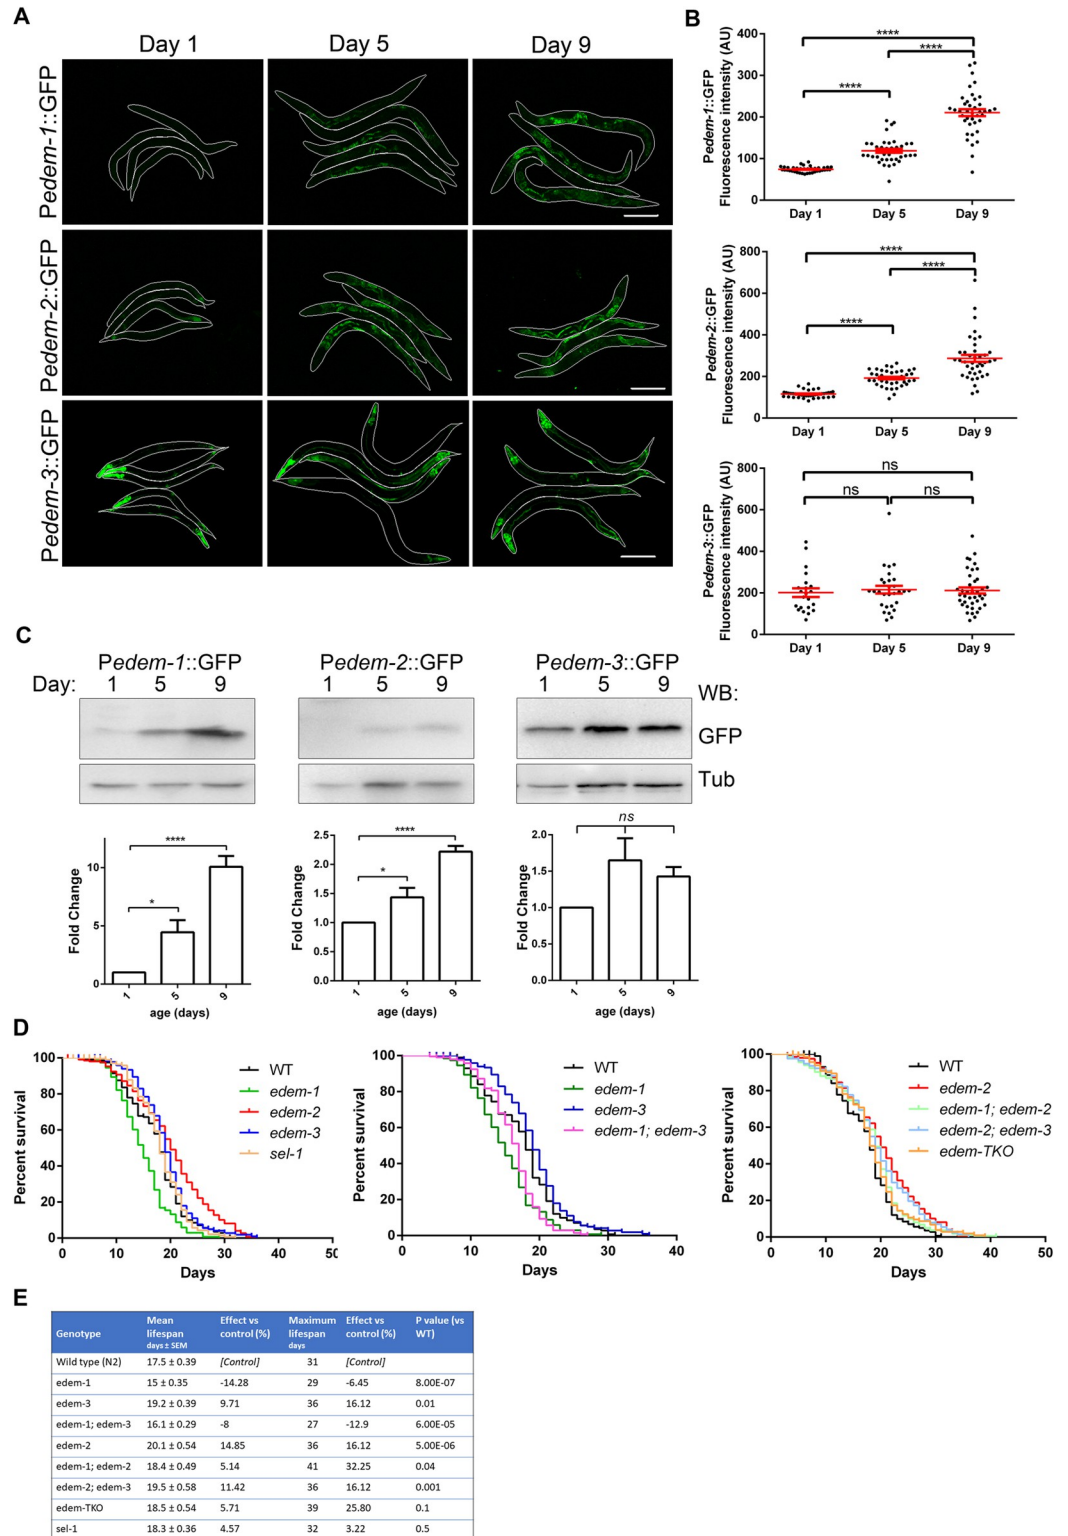 A
Day 1
Day 5
Day 9
Pedem-1::GFP
Pedem-2::GFP
Pedem-3::GFP
B
Pedem-1::GFP
Fluorescence intensity (AU)
400
300
200
100
0
****
****
****
Day 1
Day 5
Day 9
Pedem-2::GFP
Fluorescence intensity (AU)
800
600
400
200
0
****
****
****
Day 1
Day 5
Day 9
Pedem-3::GFP
Fluorescence intensity (AU)
800
600
400
200
0
ns
ns
ns
Day 1
Day 5
Day 9
C
Pedem-1::GFP
Pedem-2::GFP
Pedem-3::GFP
Day:
1 5 9
1 5 9
1 5 9
WB:
GFP
Tub
Fold Change
10
5
0
****
*
1
5
9
age (days)
Fold Change
2.5
2.0
1.5
1.0
0.5
0.0
****
*
1
5
9
age (days)
Fold Change
2.0
1.5
1.0
0.5
0.0
ns
1
5
9
age (days)
D
Percent survival
100
80
60
40
20
0
0 10 20 30 40 50
Days
WT
edem-1
edem-2
edem-3
sel-1
Percent survival
100
80
60
40
20
0
0 10 20 30 40
Days
WT
edem-1
edem-3
edem-1; edem-3
Percent survival
100
80
60
40
20
0
0 10 20 30 40 50
Days
WT
edem-2
edem-1; edem-2
edem-2; edem-3
edem-TKO
E
Genotype
Mean lifespan days ± SEM
Effect vs control (%)
Maximum lifespan days
Effect vs control (%)
P value (vs WT)
Wild type (N2) 17.5 ± 0.39 [Control] 31 [Control]
edem-1 15 ± 0.35 -14.28 29 -6.45 8.00E-07
edem-3 19.2 ± 0.39 9.71 36 16.12 0.01
edem-1; edem-3 16.1 ± 0.29 -8 27 -12.9 6.00E-05
edem-2 20.1 ± 0.54 14.85 36 16.12 5.00E-06
edem-1; edem-2 18.4 ± 0.49 5.14 41 32.25 0.04
edem-2; edem-3 19.5 ± 0.58 11.42 36 16.12 0.001
edem-TKO 18.5 ± 0.54 5.71 39 25.80 0.1
sel-1 18.3 ± 0.36 4.57 32 3.22 0.5